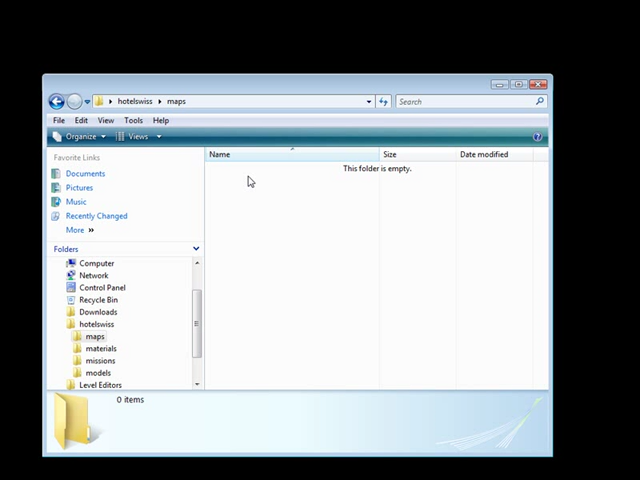 hotelswiss maps Search
File Edit View Tools Help
Organize Views
Favorite Links Name Size Date modified
This folder is empty.
Documents
Pictures
Music
Recently Changed
More »
Folders
Computer
Network
Control Panel
Recycle Bin
Downloads
hotelswiss
maps
materials
missions
models
Level Editors
0 items